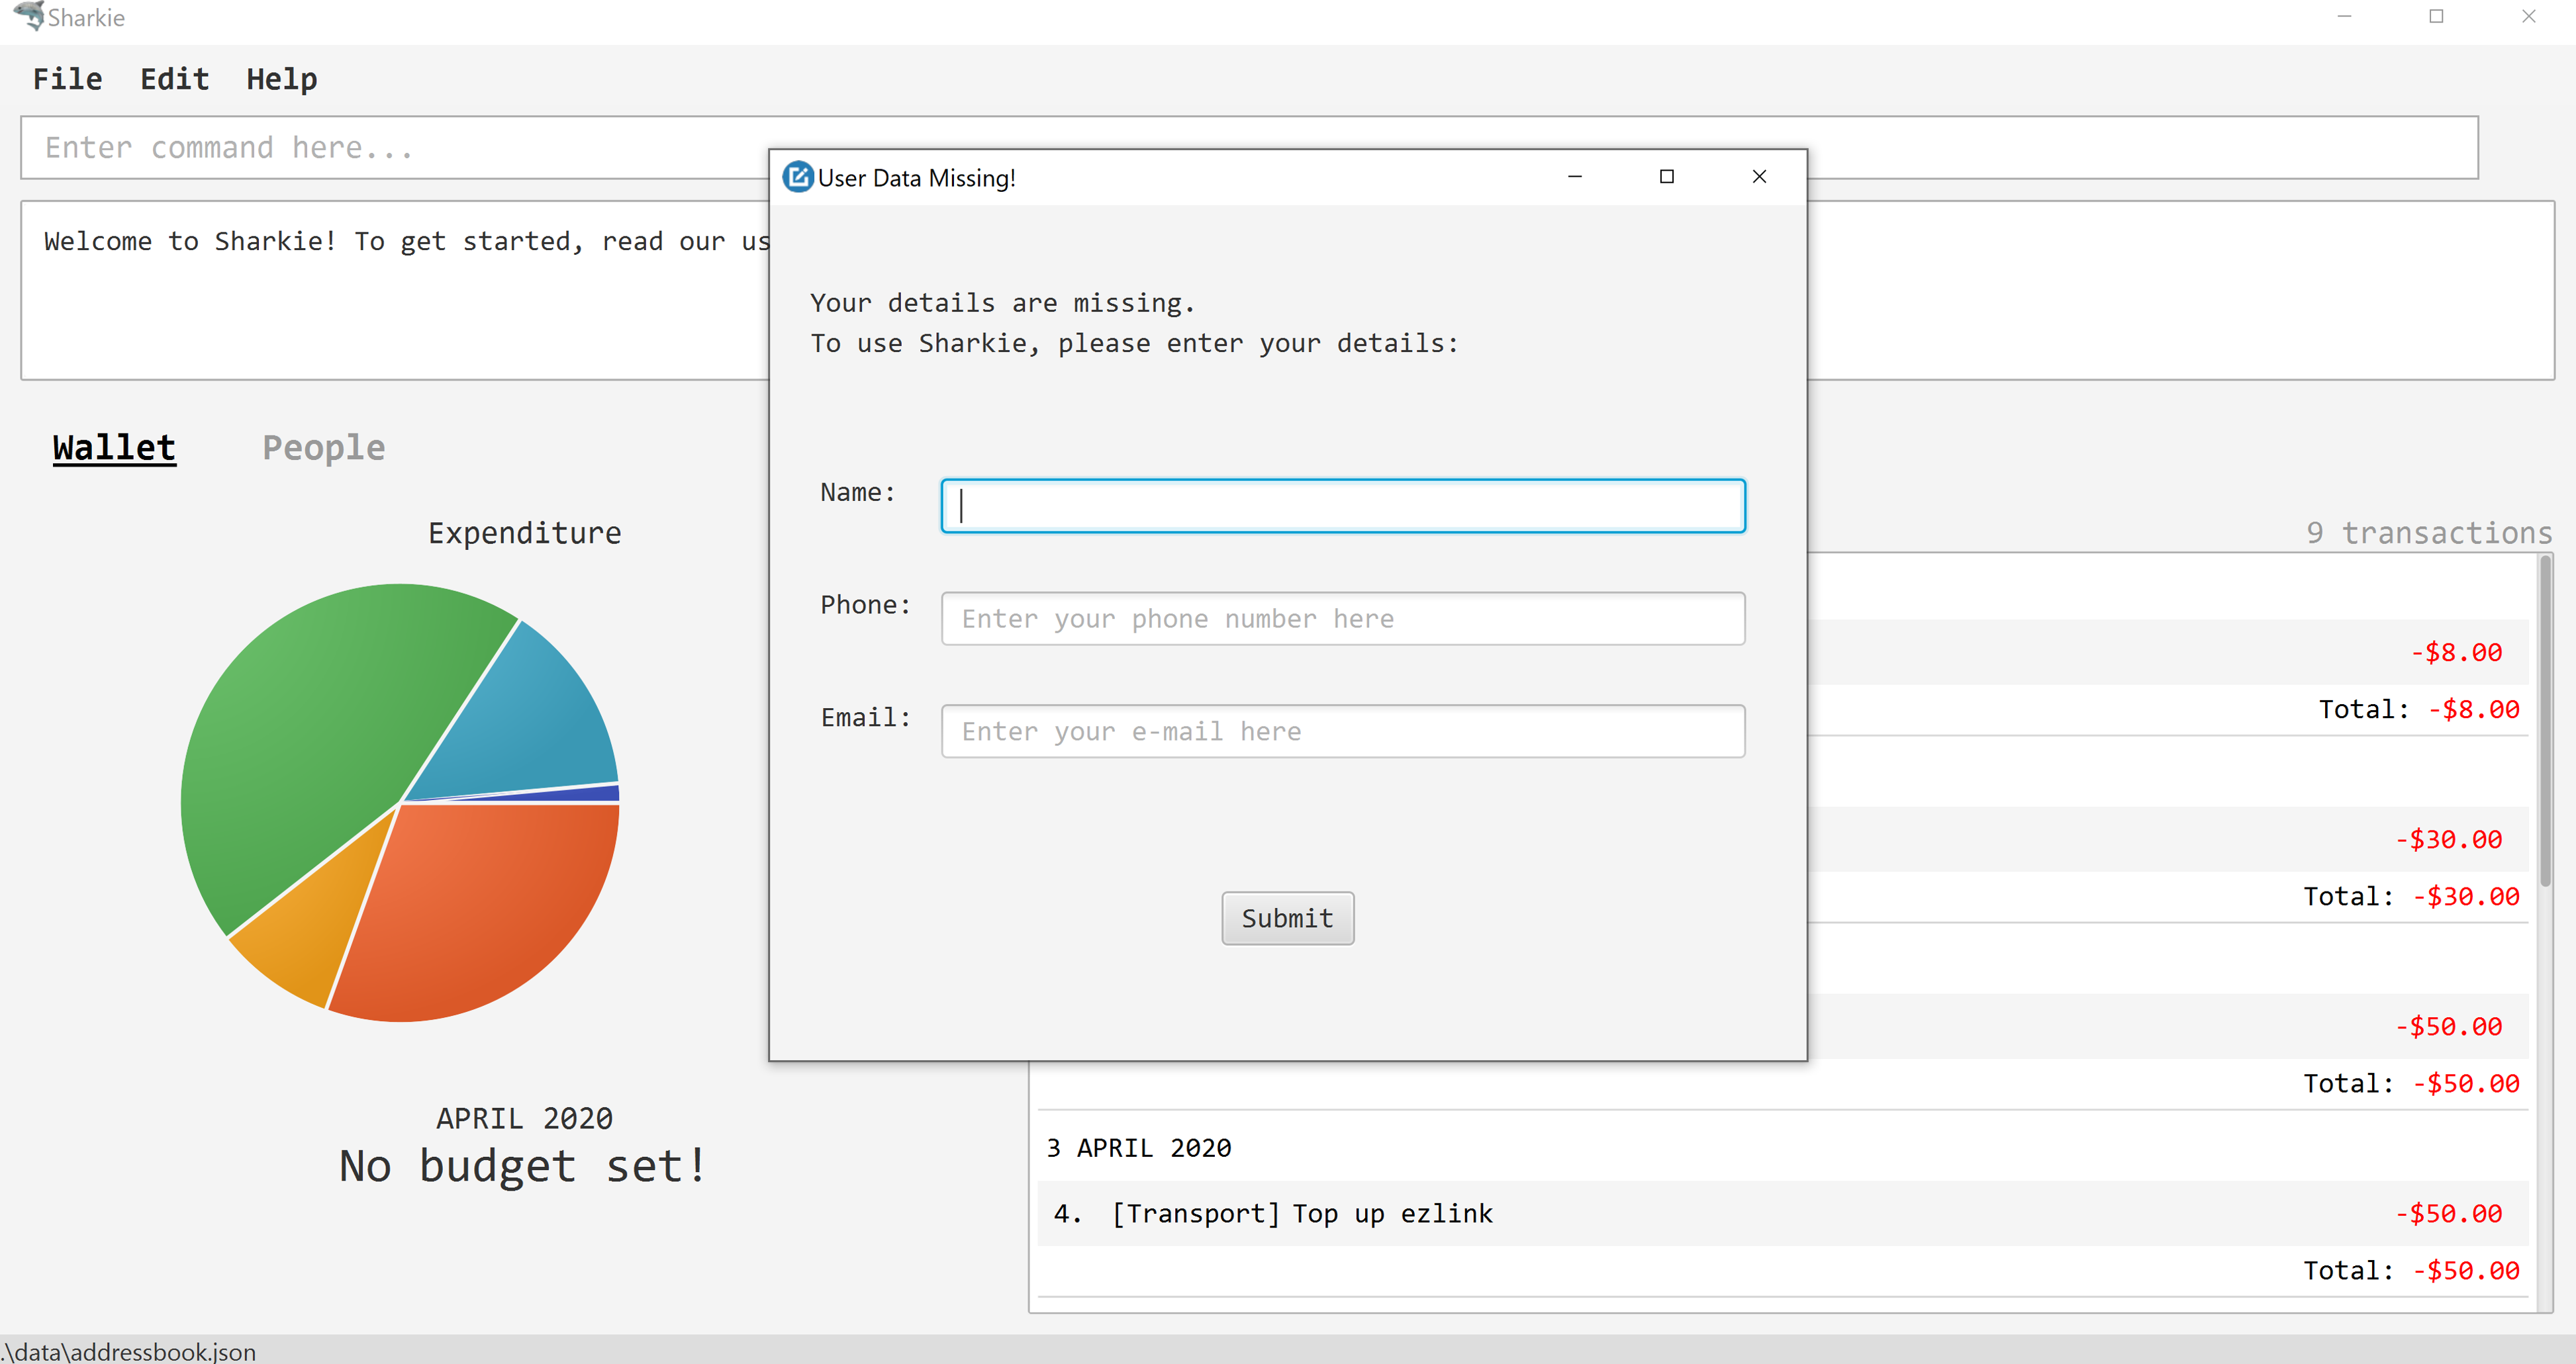 Sharkie
File Edit Help
Enter command here...
Welcome to Sharkie! To get started, read our us
User Data Missing!
Your details are missing.
To use Sharkie, please enter your details:
Name:
Phone: Enter your phone number here
Email: Enter your e-mail here
Submit
Wallet People
Expenditure
APRIL 2020
No budget set!
9 transactions
-$8.00
Total: -$8.00
-$30.00
Total: -$30.00
-$50.00
Total: -$50.00
3 APRIL 2020
4. [Transport] Top up ezlink -$50.00
Total: -$50.00
.\data\addressbook.json